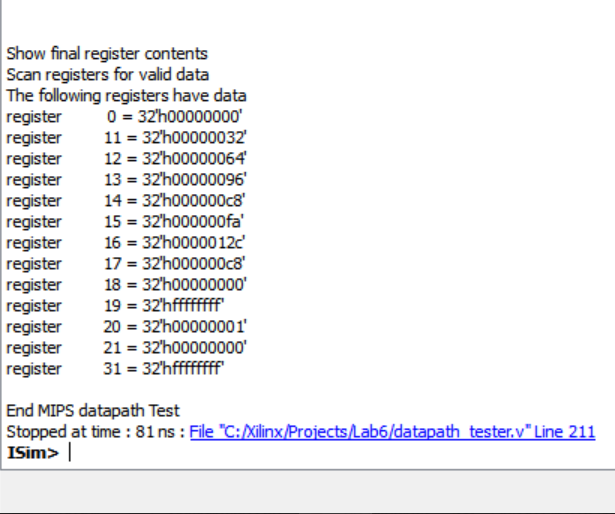 Show final register contents
Scan registers for valid data
The following registers have data
register 0 = 32'h00000000'
register 11 = 32'h00000032'
register 12 = 32'h00000064'
register 13 = 32'h00000096'
register 14 = 32'h000000c8'
register 15 = 32'h000000fa'
register 16 = 32'h0000012c'
register 17 = 32'h000000c8'
register 18 = 32'h00000000'
register 19 = 32'hffffffff'
register 20 = 32'h00000001'
register 21 = 32'h00000000'
register 31 = 32'hffffffff'
End MIPS datapath Test
Stopped at time : 81 ns : File "C:/Xilinx/Projects/Lab6/datapath_tester.v" Line 211
ISim>